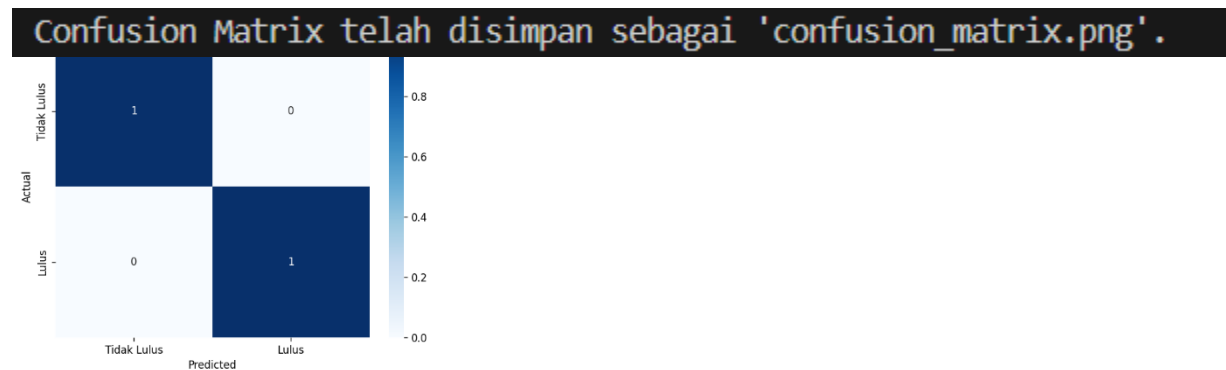 Confusion Matrix telah disimpan sebagai 'confusion_matrix.png'.
Tidak Lulus
1
0
0.8
0.6
Actual
0.4
Lulus
0
1
0.2
0.0
Tidak Lulus
Lulus
Predicted